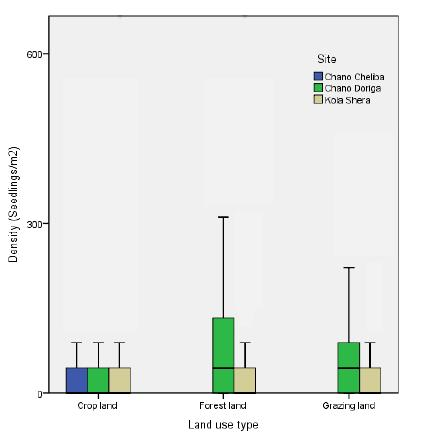 Site
Chano Chelba
Chano Doriga
Kola Shera
600
300
0
Density (Seedlings/m2)
Crop land
Forest land
Grazing land
Land use type